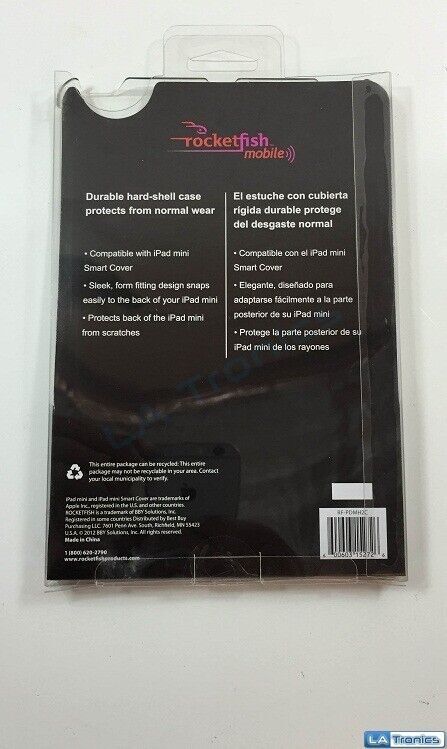 rocketfish™
mobile
Durable hard-shell case
protects from normal wear
• Compatible with iPad mini
Smart Cover
• Sleek, form fitting design snaps
easily to the back of your iPad mini
• Protects back of the iPad mini
from scratches
El estuche con cubierta
rígida durable protege
del desgaste normal
• Compatible con el iPad mini
Smart Cover
• Elegante, diseñado para
adaptarse fácilmente a la parte
posterior de su iPad mini
• Protege la parte posterior de su
iPad mini de los rayones
LA Tronics
This entire package can be recycled. This entire
package may not be recyclable in your area. Contact
your local municipality to verify.
iPad mini and iPad mini Smart Cover are trademarks of
Apple Inc., registered in the U.S. and other countries.
ROCKETFISH is a trademark of BBY Solutions, Inc.
Registered in some countries Distributed by Best Buy
Purchasing LLC, 7601 Penn Ave. South, Richfield, MN 55423
U.S.A. © 2012 BBY Solutions, Inc. All Rights Reserved.
Made in China
1 (800) 620-2790
www.rocketfishproducts.com
RF-PDMH2C
6 00603 15272 6
LA Tronics